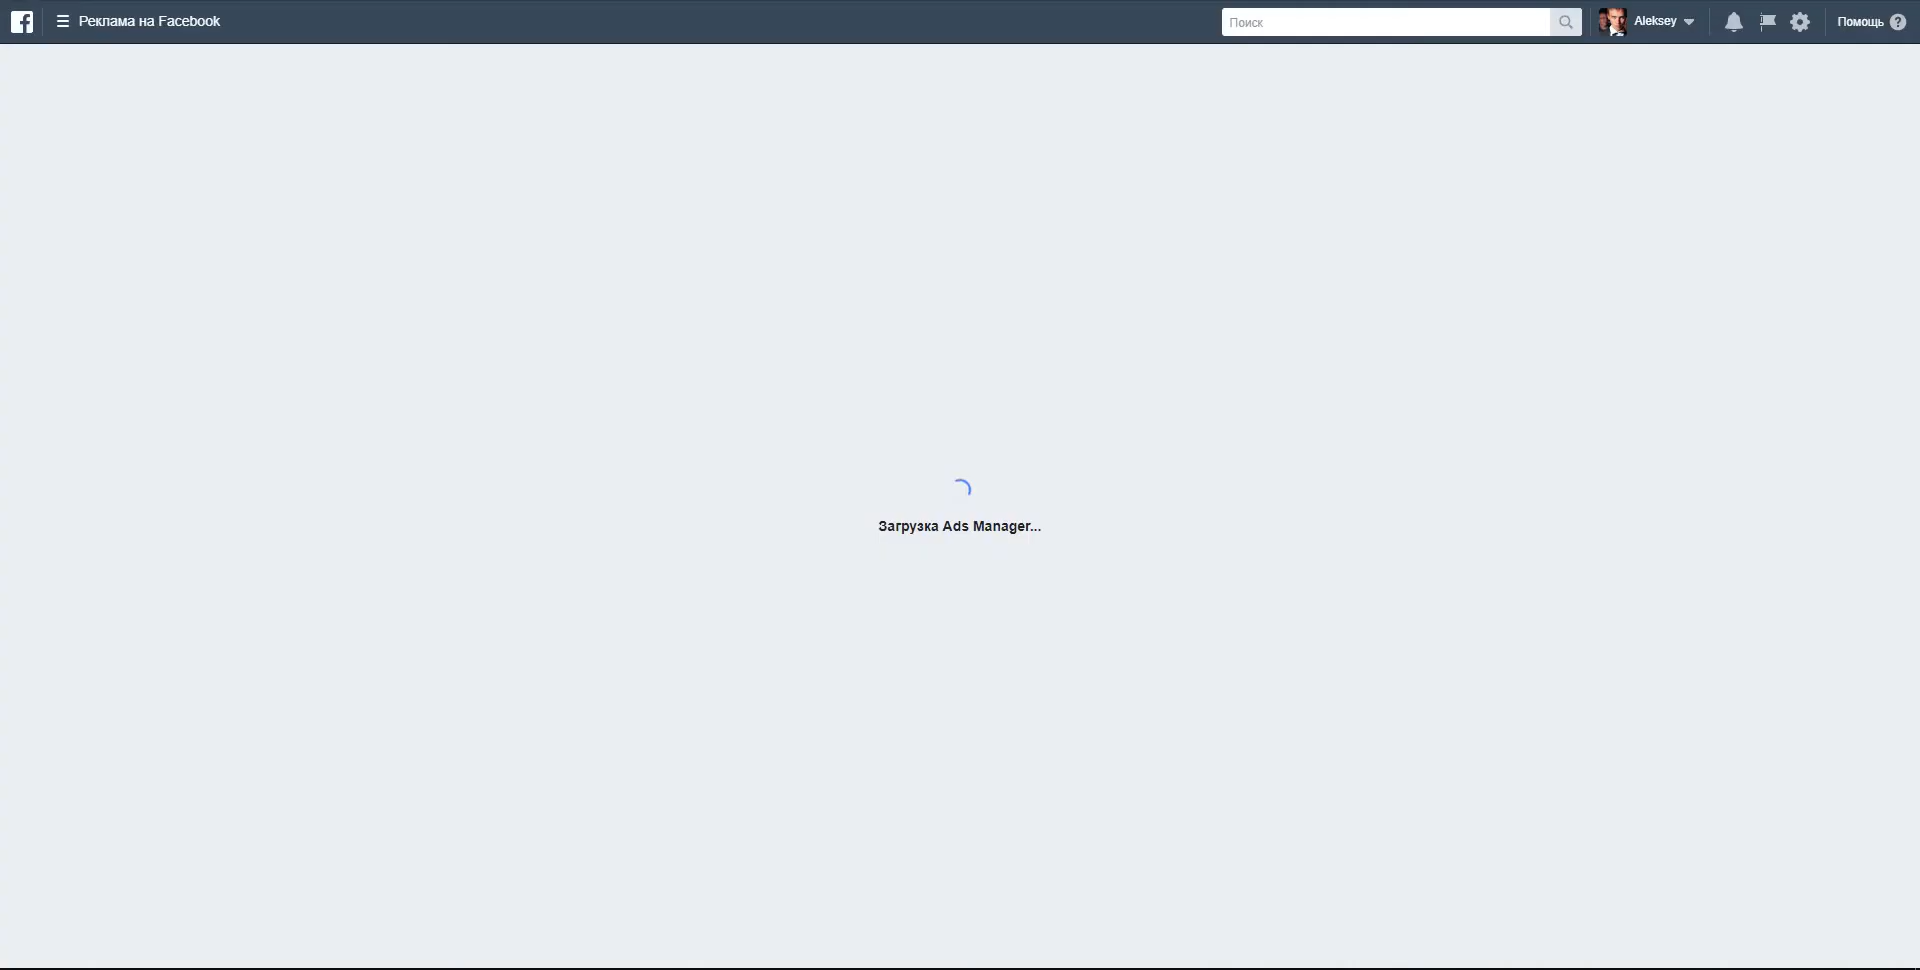 Реклама на Facebook
Поиск
Aleksey
Помощь
Загрузка Ads Manager...